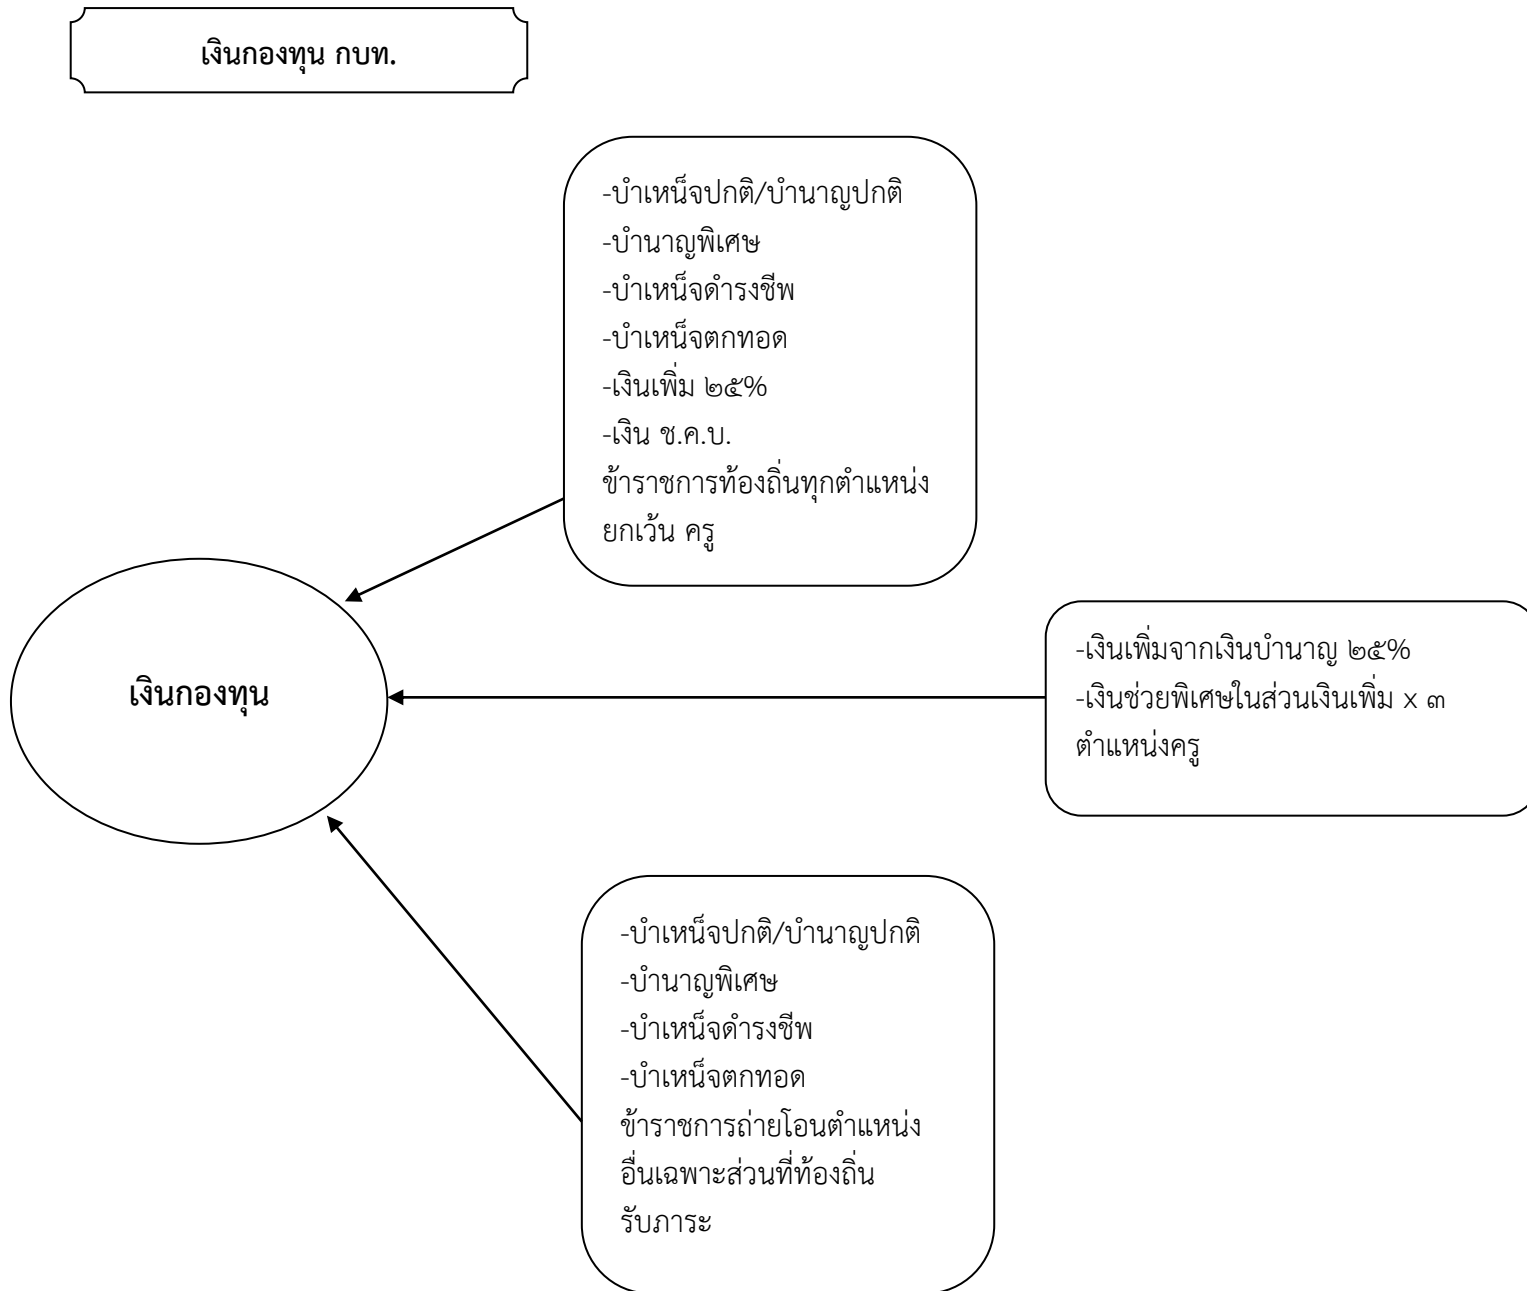 เงินกองทุน กบท.
-บำเหน็จปกติ/บำนาญปกติ
-บำนาญพิเศษ
-บำเหน็จดำรงชีพ
-บำเหน็จตกทอด
-เงินเพิ่ม ๒๕%
-เงิน ช.ค.บ.
ข้าราชการท้องถิ่นทุกตำแหน่ง
ยกเว้น ครู
เงินกองทุน
-เงินเพิ่มจากเงินบำนาญ ๒๕%
-เงินช่วยพิเศษในส่วนเงินเพิ่ม x ๓
ตำแหน่งครู
-บำเหน็จปกติ/บำนาญปกติ
-บำนาญพิเศษ
-บำเหน็จดำรงชีพ
-บำเหน็จตกทอด
ข้าราชการถ่ายโอนตำแหน่ง
อื่นเฉพาะส่วนที่ท้องถิ่น
รับภาระ